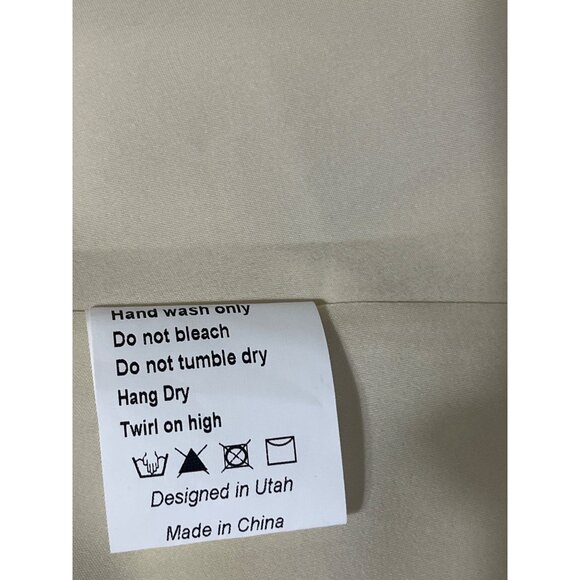 Hand wash only
Do not bleach
Do not tumble dry
Hang Dry
Twirl on high
Designed in Utah
Made in China